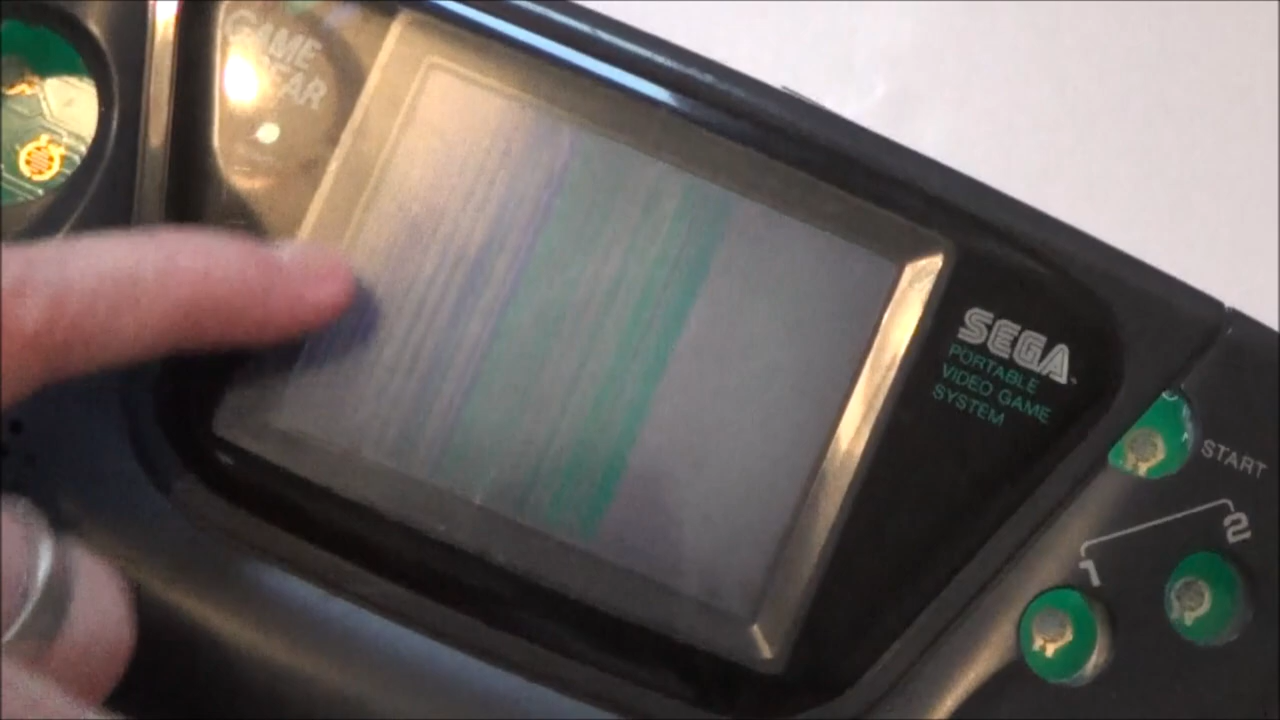 GAME
GEAR
SEGA
PORTABLE
VIDEO GAME
SYSTEM
START
1
2